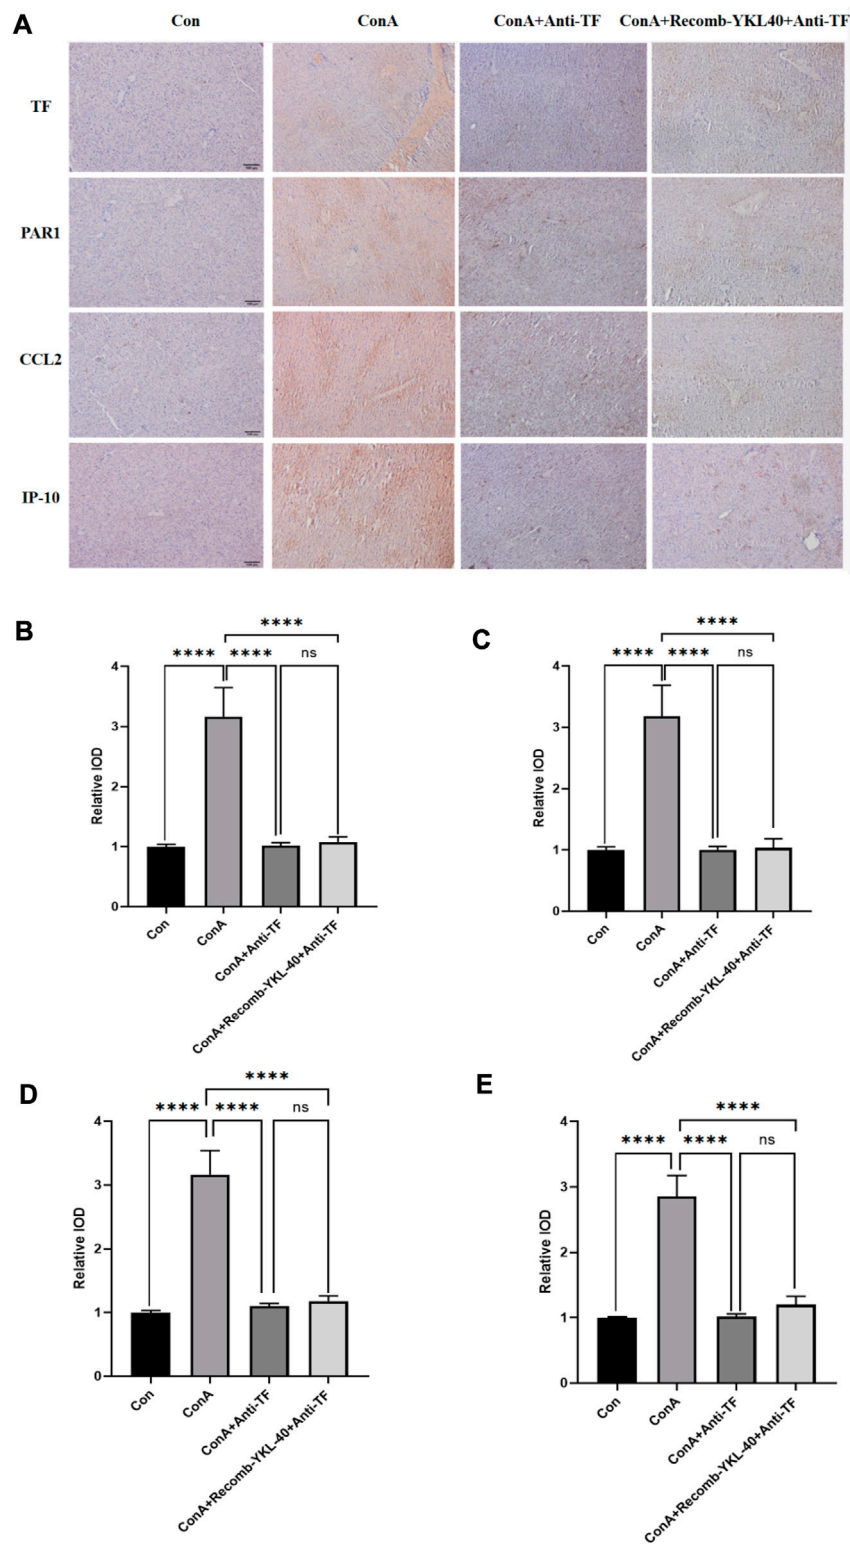 A
Con
ConA
ConA+Anti-TF
ConA+Recomb-YKL40+Anti-TF
TF
PAR1
CCL2
IP-10
B
****
****
****
ns
4
3
2
1
0
Relative IOD
Con
ConA
ConA+Anti-TF
ConA+Recomb-YKL-40+Anti-TF
C
****
****
****
ns
4
3
2
1
0
Relative IOD
Con
ConA
ConA+Anti-TF
ConA+Recomb-YKL-40+Anti-TF
D
****
****
****
ns
4
3
2
1
0
Relative IOD
Con
ConA
ConA+Anti-TF
ConA+Recomb-YKL-40+Anti-TF
E
****
****
****
ns
4
3
2
1
0
Relative IOD
Con
ConA
ConA+Anti-TF
ConA+Recomb-YKL-40+Anti-TF